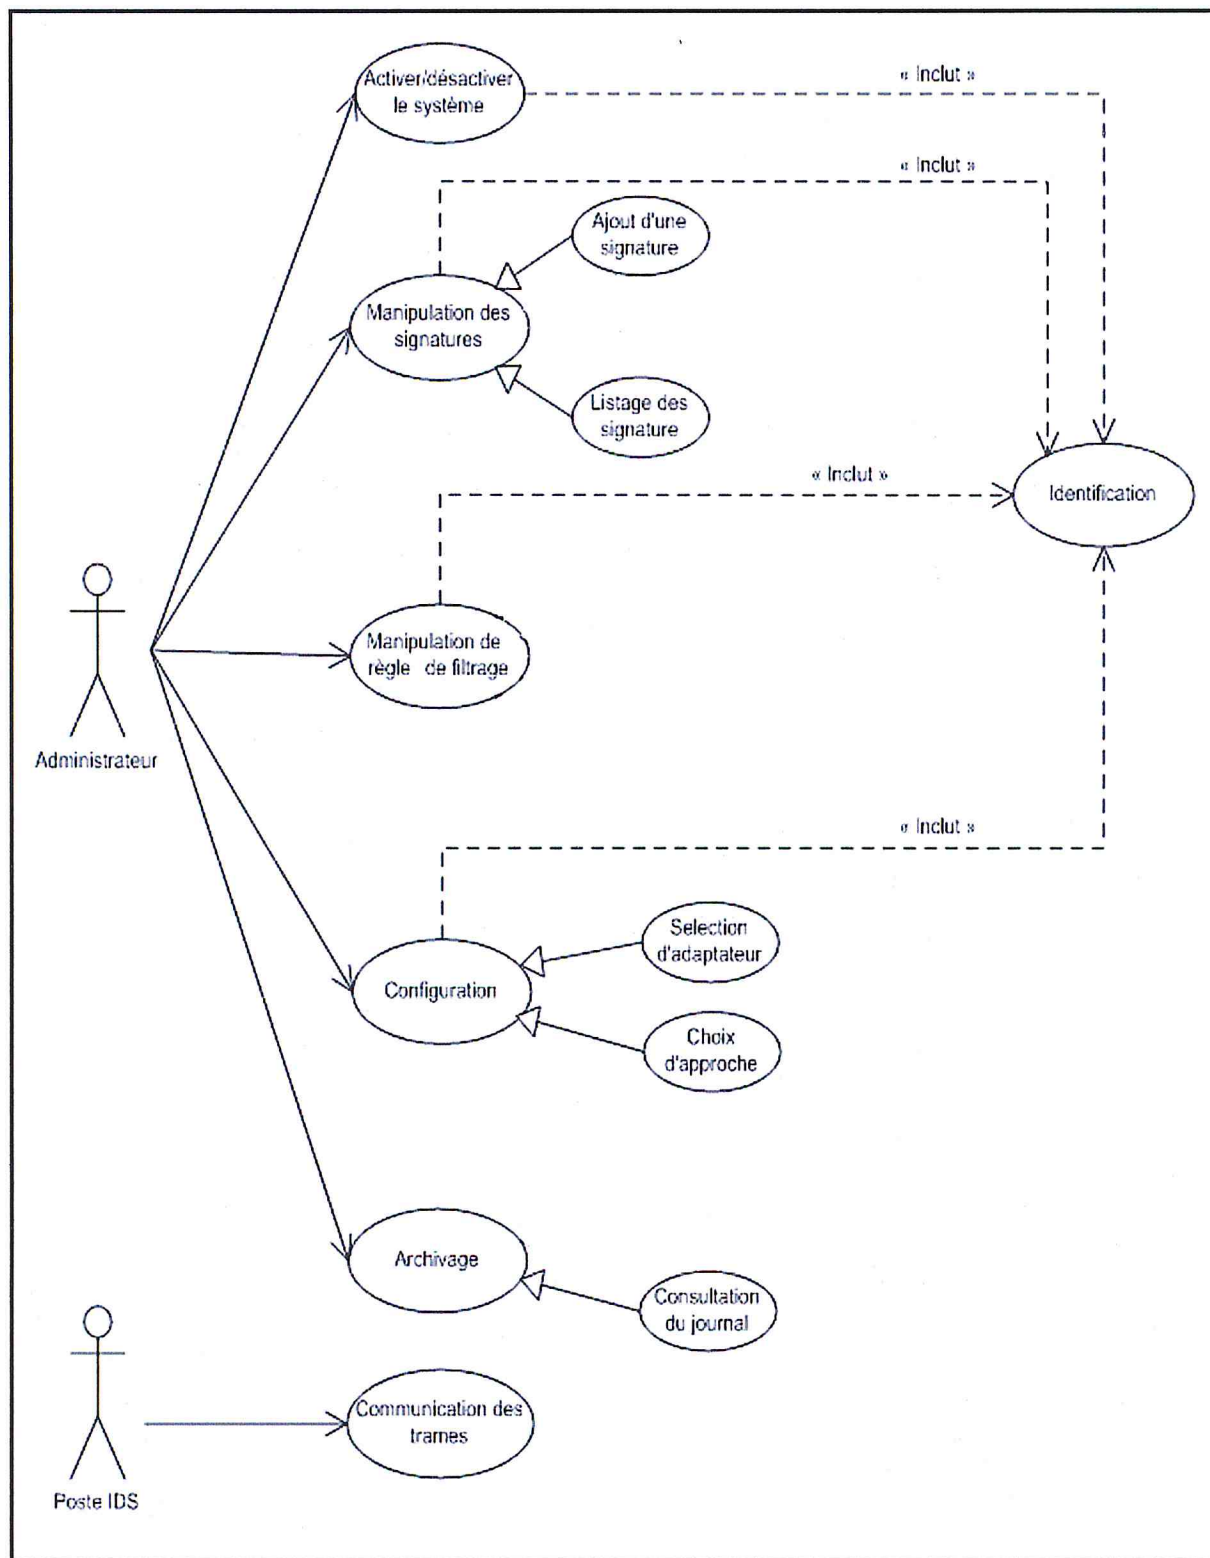 Activer/désactiver
le système
« Inclut »
« Inclut »
Ajout d'une
signature
Manipulation des
signatures
Listage des
signature
« Inclut »
Identification
Manipulation de
règle de filtrage
Administrateur
« Inclut »
Selection
d'adaptateur
Configuration
Choix
d'approche
Archivage
Consultation
du journal
Communication des
trames
Poste IDS